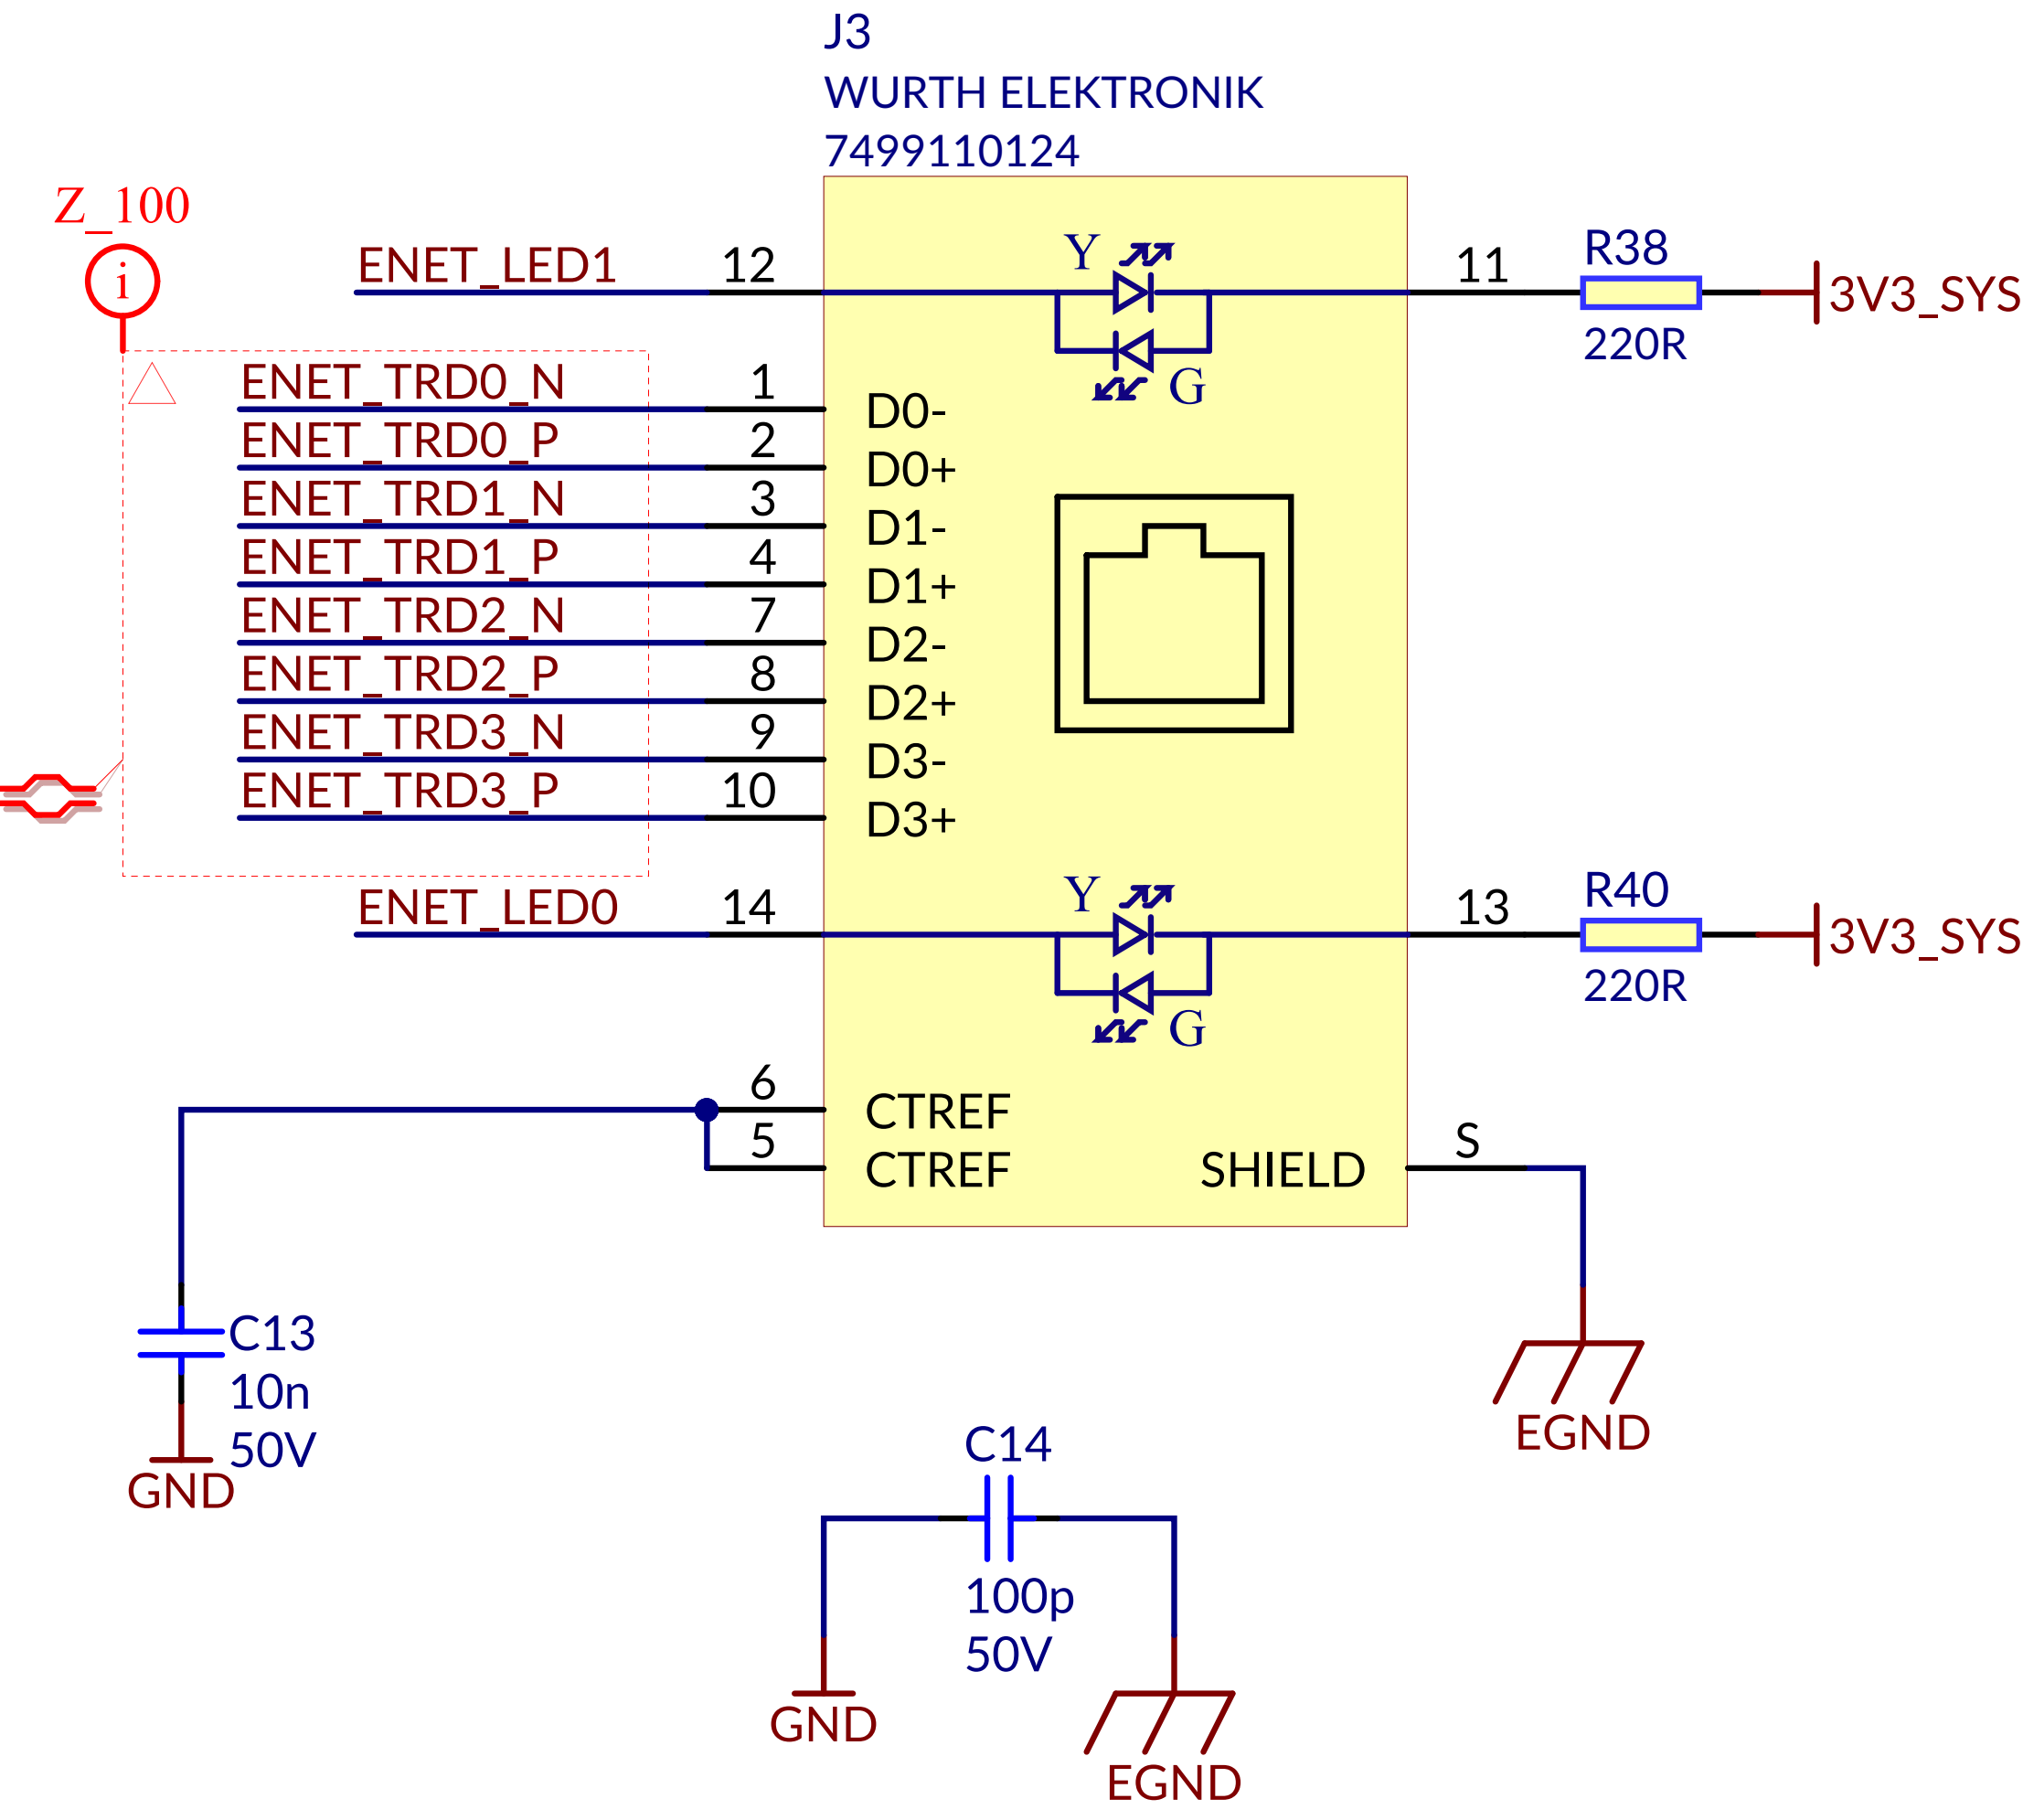 J3
WURTH ELEKTRONIK
7499110124
Z_100
i
ENET_LED1
12
Y
G
11
R38
220R
3V3_SYS
ENET_TRD0_N 1 D0-
ENET_TRD0_P 2 D0+
ENET_TRD1_N 3 D1-
ENET_TRD1_P 4 D1+
ENET_TRD2_N 7 D2-
ENET_TRD2_P 8 D2+
ENET_TRD3_N 9 D3-
ENET_TRD3_P 10 D3+
ENET_LED0
14
Y
G
13
R40
220R
3V3_SYS
6 CTREF
5 CTREF
SHIELD S
EGND
C13
10n
50V
GND
C14
100p
50V
GND
EGND